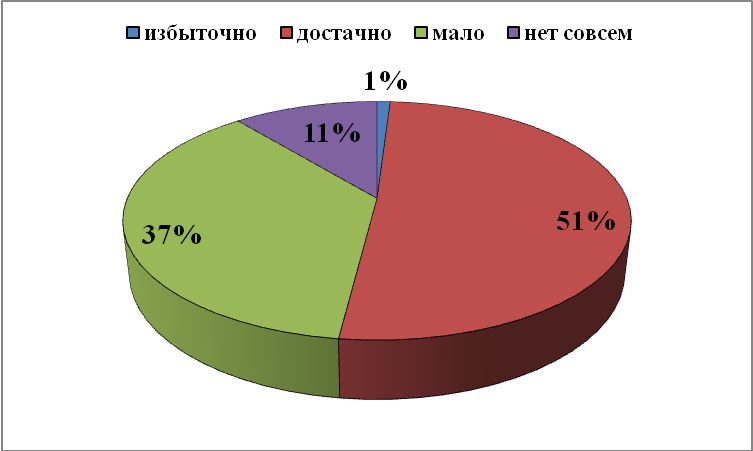 избыточно достачно мало нет совсем
1%
11%
51%
37%